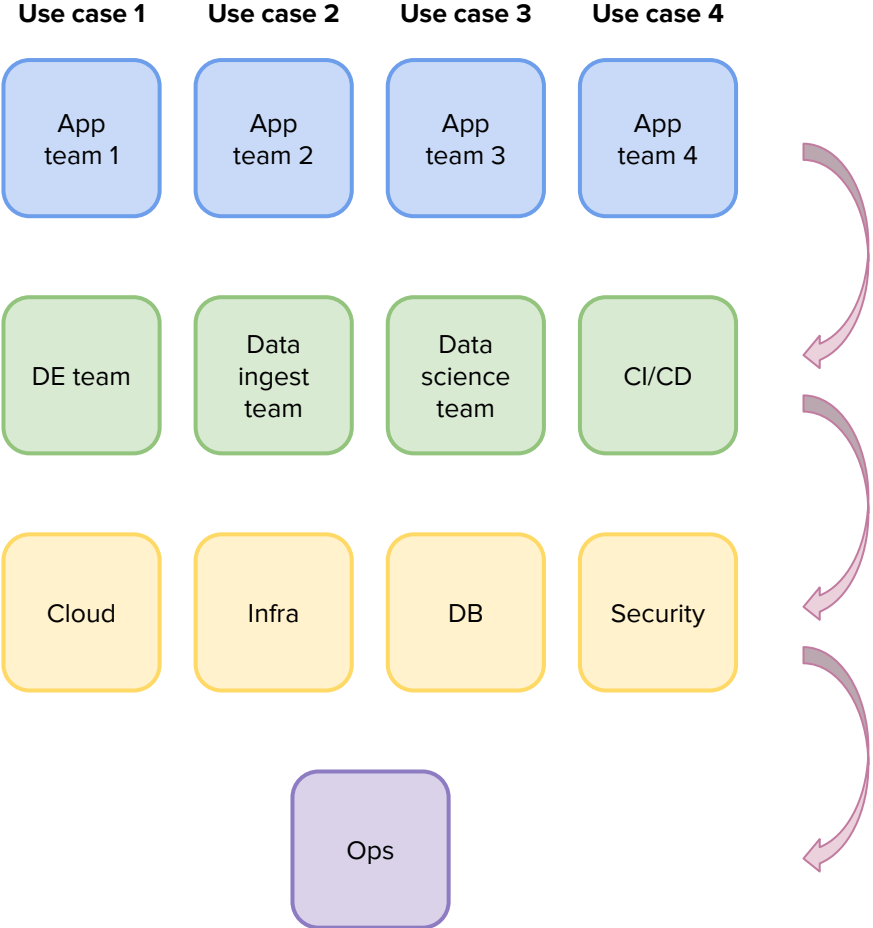 Use case 1
Use case 2
Use case 3
Use case 4
App
team 1
App
team 2
App
team 3
App
team 4
DE team
Data
ingest
team
Data
science
team
CI/CD
Cloud
Infra
DB
Security
Ops